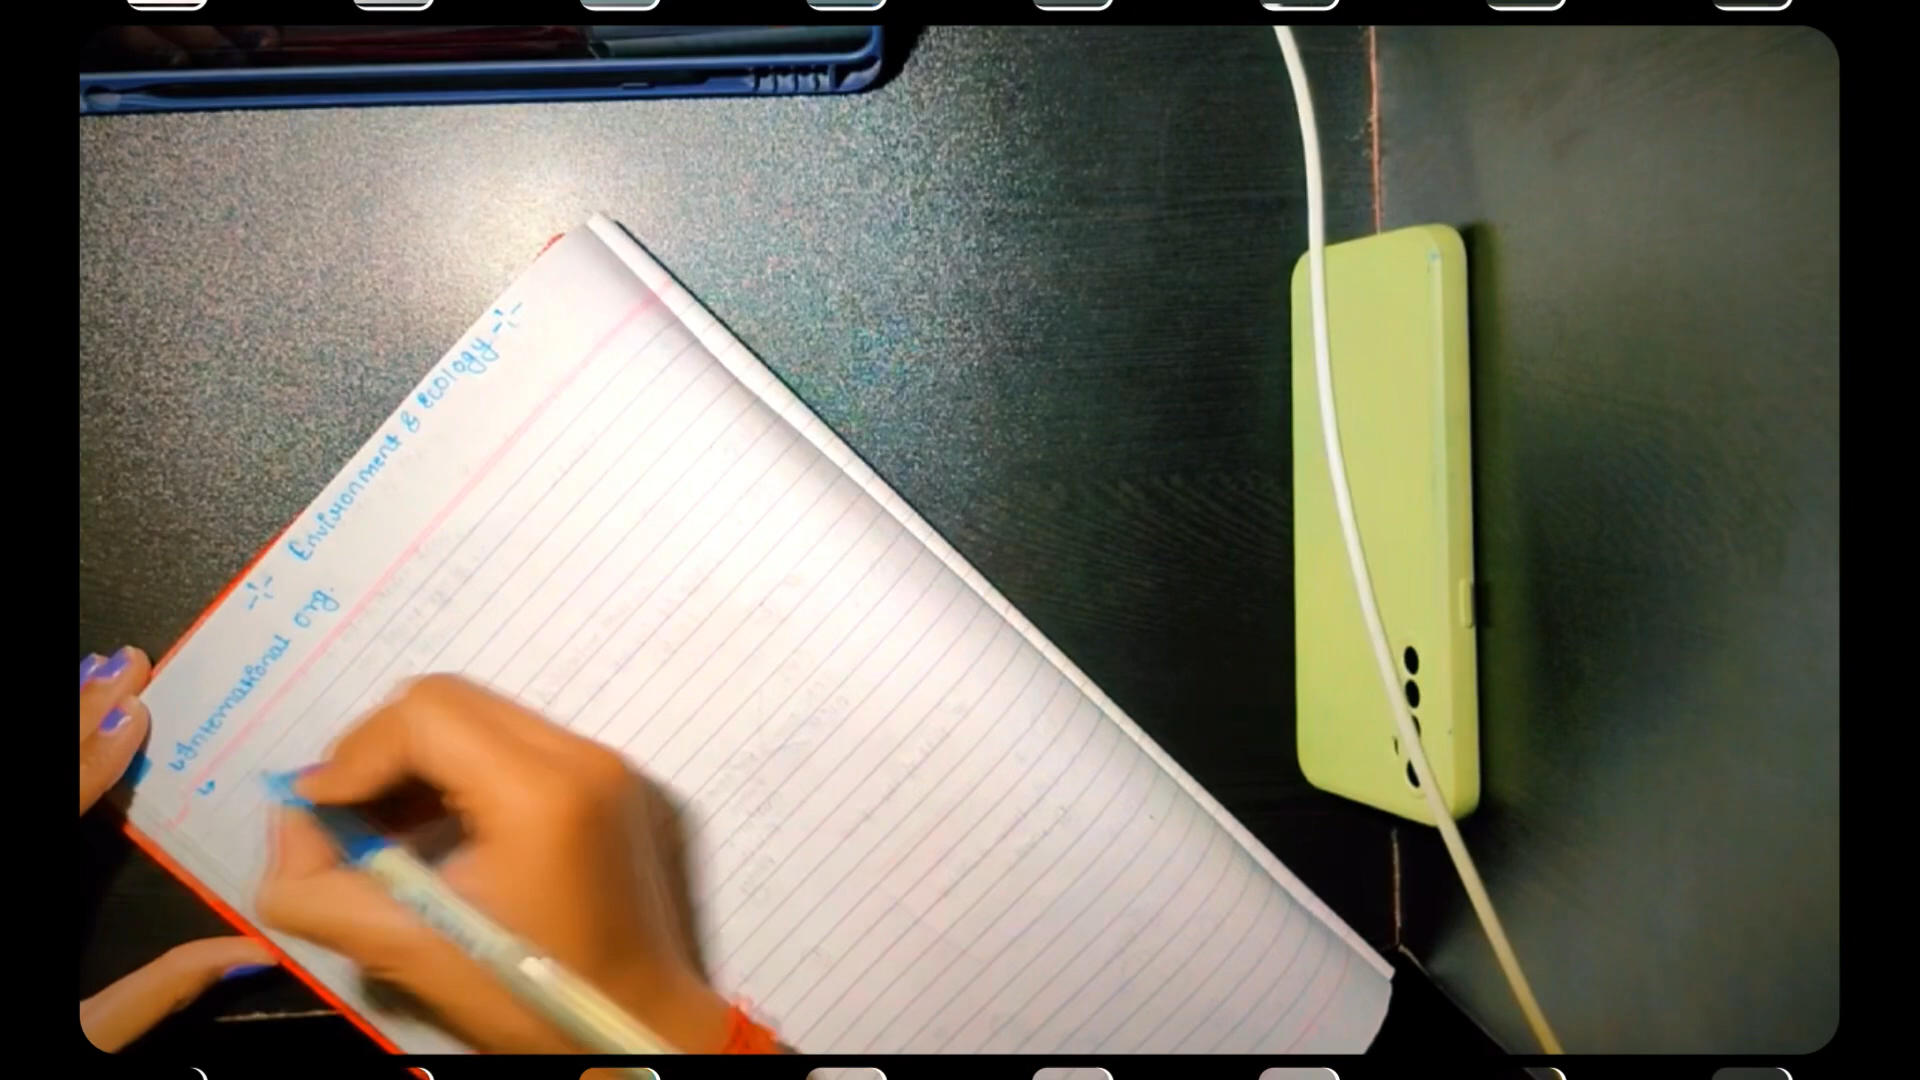 -:- Environment & Ecology -:-
↳ International Org.
↳